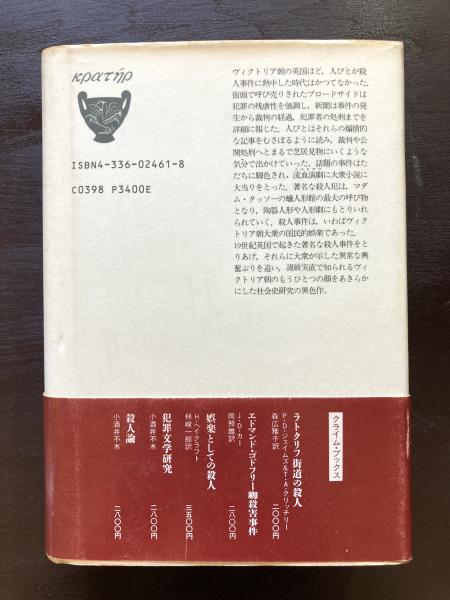 κρατήρ
ISBN4-336-02461-8
C0398 P3400E
ヴィクトリア朝の英国ほど，人びとが殺
人事件に熱中した時代はかつてなかった．
街頭で呼び売りされたブロードサイドは
犯罪の残虐性を強調し，新聞は事件の発
生から裁判の経過，犯罪者の処刑までを
詳細に報じた．人びとはそれらの煽情的
な記事をむさぼるように読み，裁判や公
開処刑へとまるで芝居見物にいくような
気分で出かけていった．話題の事件はた
だちに脚色され，流血演劇に大衆小説に
大当りをとった．著名な殺人犯は，マダ
ム・タッソーの蠟人形館の最大の呼び物
となり，陶器人形や人形劇にもとりいれ
られていく．殺人事件は，いわばヴィク
トリア朝大衆の国民的娯楽であった．
19世紀英国で起きた著名な殺人事件をと
りあげ，それらに大衆が示した異常な興
奮ぶりを追い，謹厳実直で知られるヴィ
クトリア朝のもうひとつの顔をあきらか
にした社会史研究の異色作．
クライム・ブックス
ラトクリフ街道の殺人
P・D・ジェイムズ&T・A・クリッチリー
森広雅子訳 二〇〇〇円
エドマンド・ゴドフリー卿殺害事件
J・D・カー
岡照雄訳 二八〇〇円
娯楽としての殺人
H・ヘイクラフト
林峻一郎訳 三五〇〇円
犯罪文学研究
小酒井不木 二八〇〇円
殺人論
小酒井不木 二八〇〇円